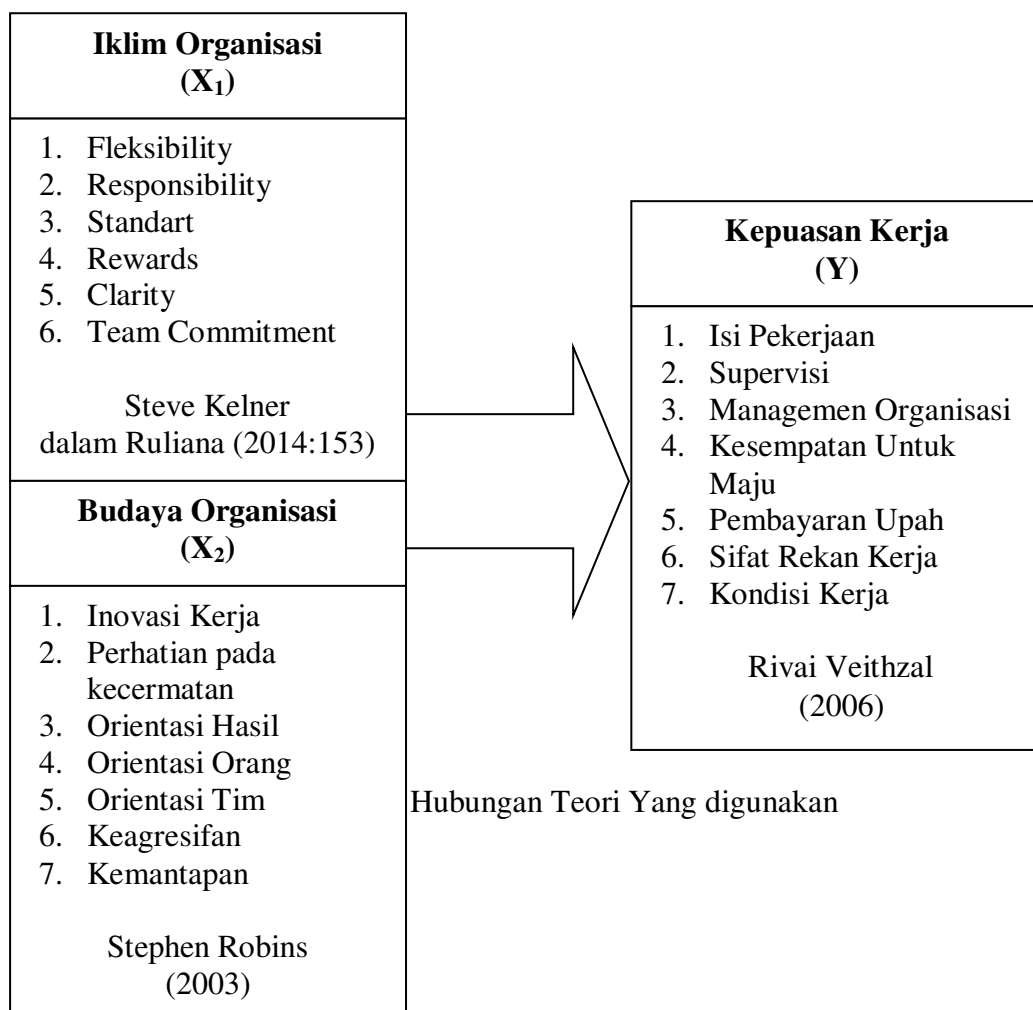 Iklim Organisasi
(X₁)
1. Fleksibility
2. Responsibility
3. Standart
4. Rewards
5. Clarity
6. Team Commitment
Steve Kelner
dalam Ruliana (2014:153)
Budaya Organisasi
(X₂)
1. Inovasi Kerja
2. Perhatian pada
kecermatan
3. Orientasi Hasil
4. Orientasi Orang
5. Orientasi Tim
6. Keagresifan
7. Kemantapan
Stephen Robins
(2003)
Kepuasan Kerja
(Y)
1. Isi Pekerjaan
2. Supervisi
3. Managemen Organisasi
4. Kesempatan Untuk
Maju
5. Pembayaran Upah
6. Sifat Rekan Kerja
7. Kondisi Kerja
Rivai Veithzal
(2006)
Hubungan Teori Yang digunakan